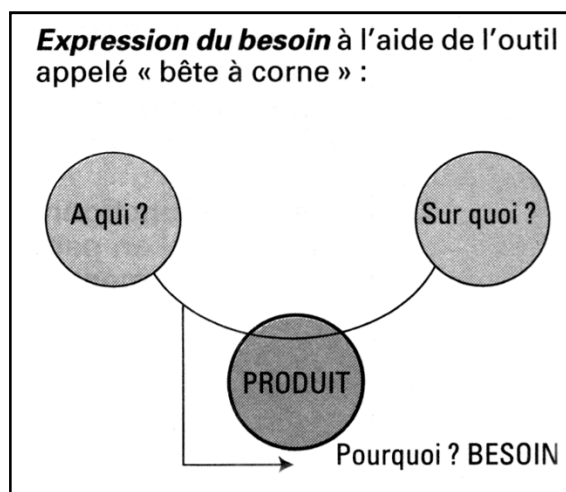 Expression du besoin à l'aide de l'outil
appelé « bête à corne » :
A qui ?
Sur quoi ?
PRODUIT
Pourquoi ? BESOIN